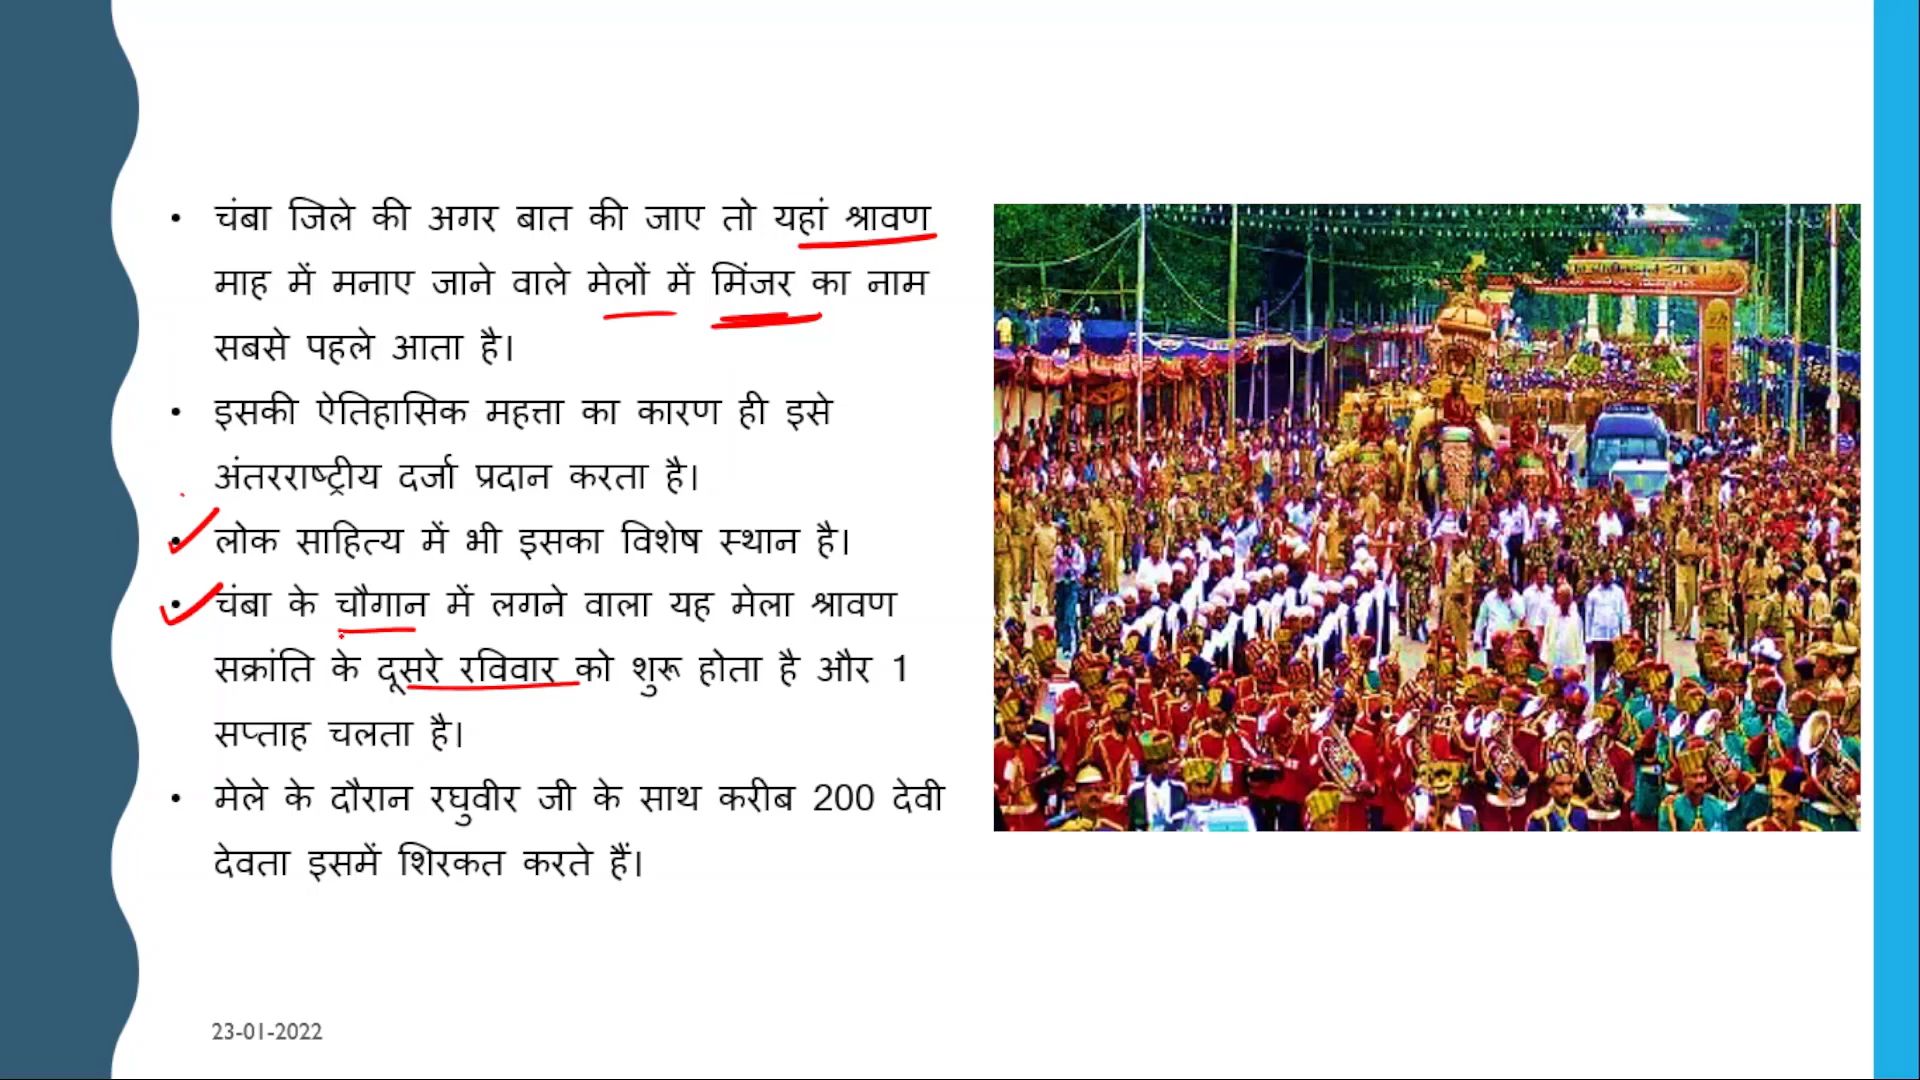 • चंबा जिले की अगर बात की जाए तो यहां श्रावण
माह में मनाए जाने वाले मेलों में मिंजर का नाम
सबसे पहले आता है।
• इसकी ऐतिहासिक महत्ता का कारण ही इसे
अंतरराष्ट्रीय दर्जा प्रदान करता है।
• लोक साहित्य में भी इसका विशेष स्थान है।
• चंबा के चौगान में लगने वाला यह मेला श्रावण
सक्रांति के दूसरे रविवार को शुरू होता है और 1
सप्ताह चलता है।
• मेले के दौरान रघुवीर जी के साथ करीब 200 देवी
देवता इसमें शिरकत करते हैं।
23-01-2022